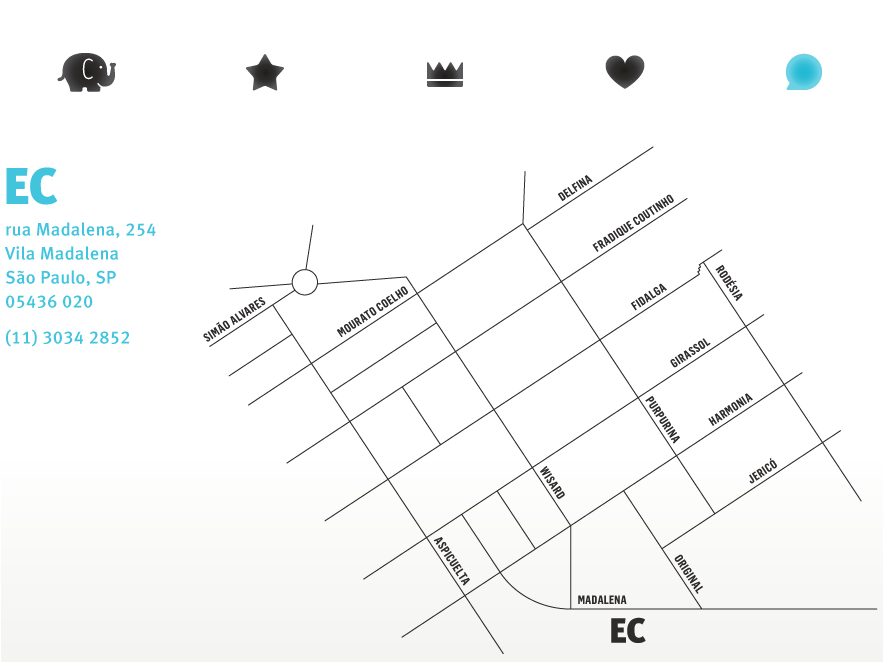 EC
rua Madalena, 254
Vila Madalena
São Paulo, SP
05436 020
(11) 3034 2852
DELFINA
FRADIQUE COUTINHO
RODÉSIA
FIDALGA
MOURATO COELHO
SIMÃO ALVARES
GIRASSOL
HARMONIA
PURPURINA
JERICÓ
WISARD
ASPICUELTA
ORIGINAL
MADALENA
EC